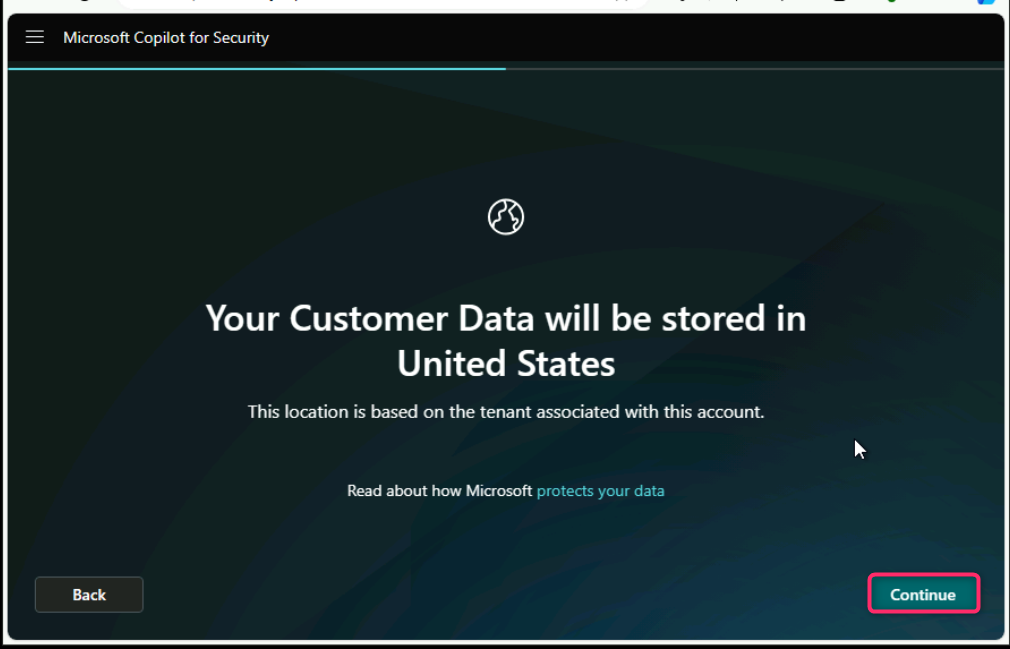 Microsoft Copilot for Security
Your Customer Data will be stored in
United States
This location is based on the tenant associated with this account.
Read about how Microsoft protects your data
Back
Continue